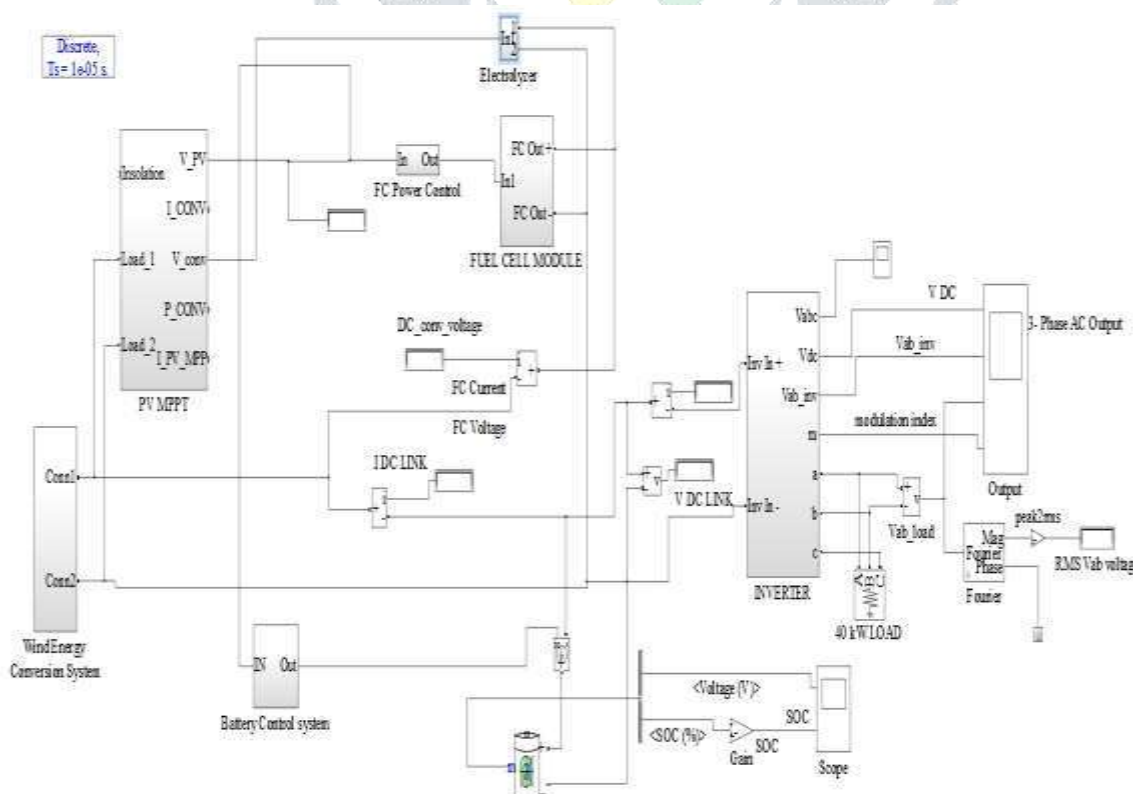 Discrete,
Ts = 1e-05 s.
In1
Electrolyzer
Insolation
V_PV
I_CONV
Load_1
V_conv
P_CONV
Load_2
I_PV_MPP
PV MPPT
In
Out
FC Power Control
In1
FC Out +
FC Out -
FUEL CELL MODULE
DC_conv_voltage
FC Current
FC Voltage
I DC LINK
V DC LINK
Conn1
Conn2
Wind Energy
Conversion System
IN
Out
Battery Control system
m
Inv In +
Inv In -
Vabc
Vdc
Vab_inv
m
a
b
c
INVERTER
V DC
Vab_inv
modulation index
3- Phase AC Output
Output
Vab_load
A
B
C
40 kW LOAD
Mag
Fourier
Phase
Fourier
peak2rms
RMS Vab voltage
<Voltage (V)>
<SOC (%)>
Gain
SOC
SOC
Scope